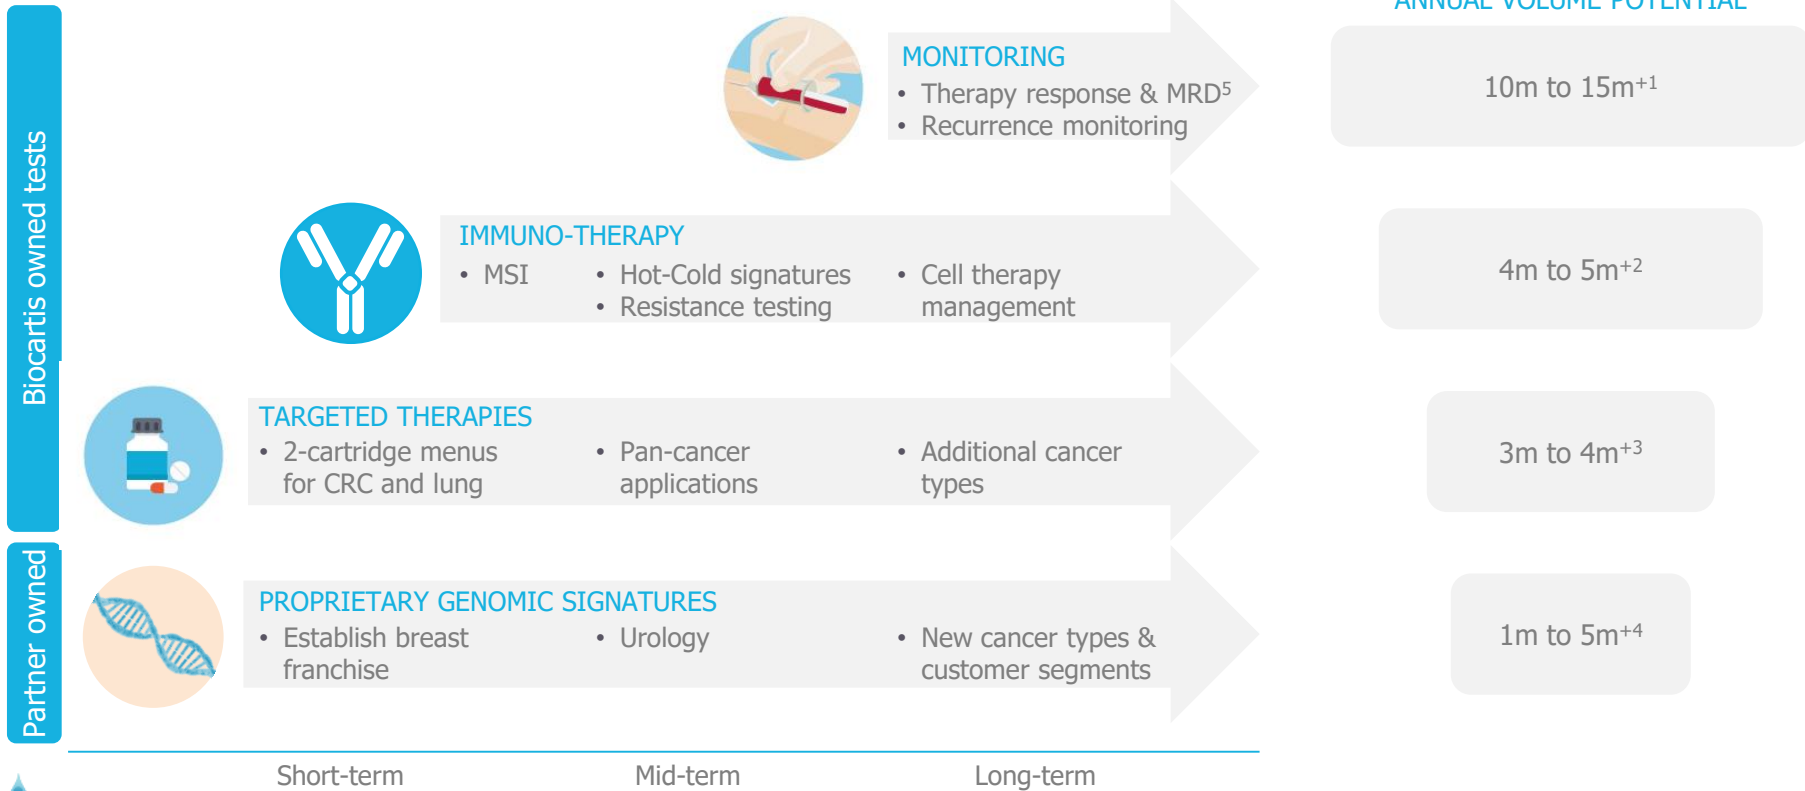 ANNUAL VOLUME POTENTIAL
Biocartis owned tests
MONITORING
• Therapy response & MRD5
• Recurrence monitoring
10m to 15m+1
IMMUNO-THERAPY
• MSI
• Hot-Cold signatures
• Resistance testing
• Cell therapy
management
4m to 5m+2
TARGETED THERAPIES
• 2-cartridge menus
for CRC and lung
• Pan-cancer
applications
• Additional cancer
types
3m to 4m+3
Partner owned
PROPRIETARY GENOMIC SIGNATURES
• Establish breast
franchise
• Urology
• New cancer types &
customer segments
1m to 5m+4
Short-term
Mid-term
Long-term